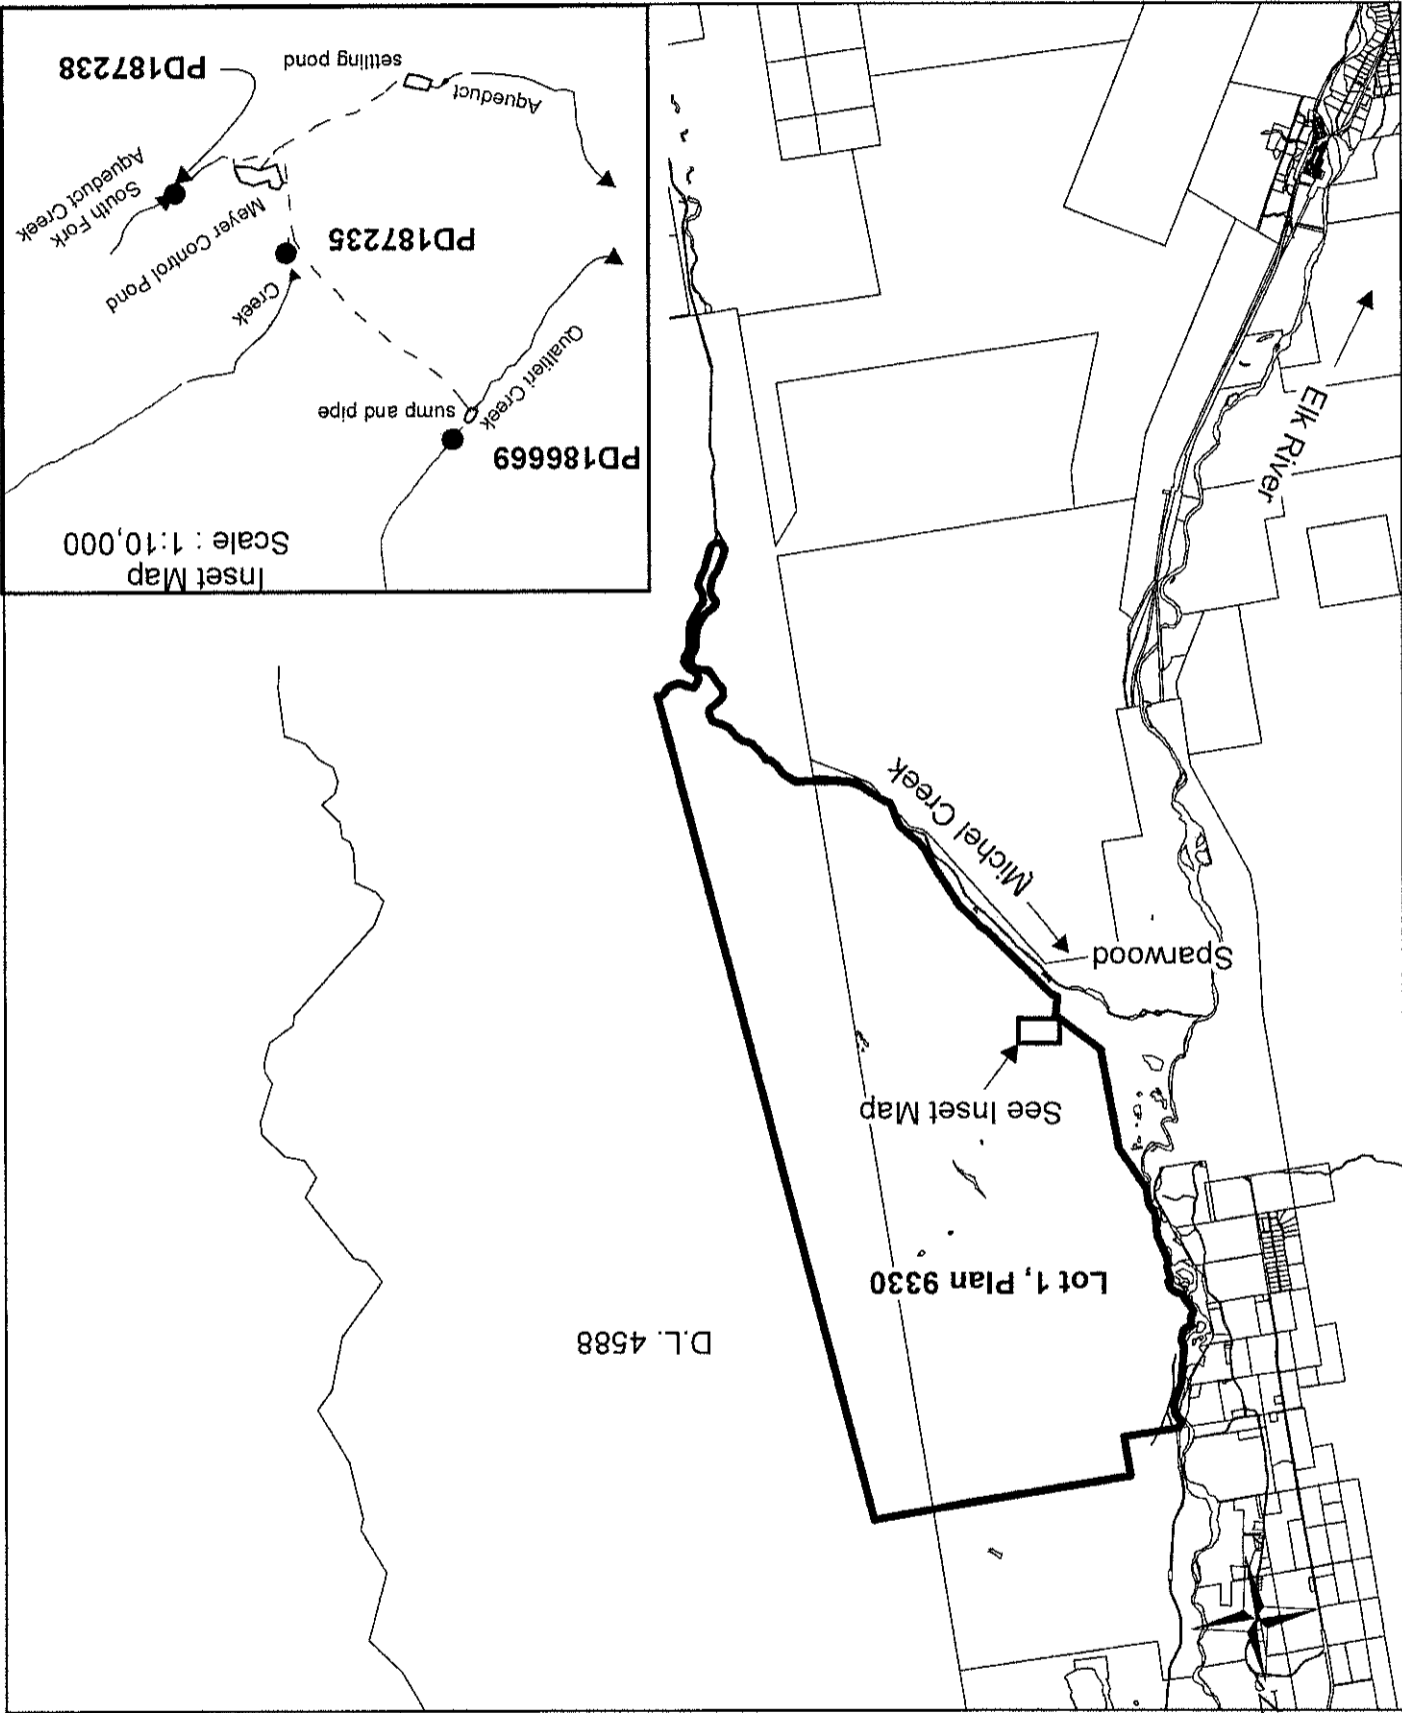 Lot 1, Plan 9330
D.L. 4588
See Inset Map
Sparwood
Michel Creek
Elk River
Inset Map
Scale : 1:10,000
PD186669
sump and pipe
Qualtieri Creek
Creek
PD187235
Meyer Control Pond
South Fork
Aqueduct Creek
PD187238
Aqueduct
settling pond